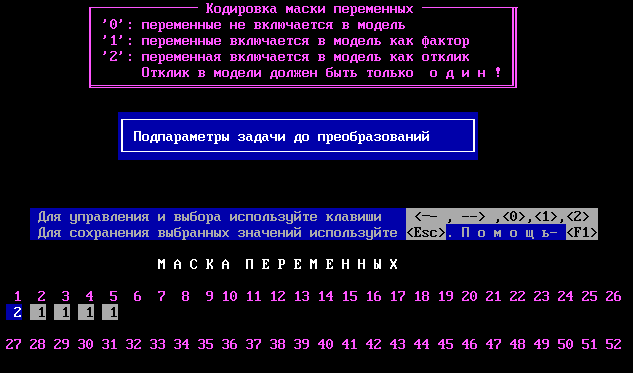 Кодировка маски переменных
'0': переменные не включается в модель
'1': переменные включается в модель как фактор
'2': переменная включается в модель как отклик
Отклик в модели должен быть только о д и н !
Подпараметры задачи до преобразований
Для управления и выбора используйте клавиши <-- , --> ,<0>,<1>,<2>
Для сохранения выбранных значений используйте <Esc>. П о м о щ ь- <F1>
М А С К А П Е Р Е М Е Н Н Ы Х
1 2 3 4 5 6 7 8 9 10 11 12 13 14 15 16 17 18 19 20 21 22 23 24 25 26
2 1 1 1 1
27 28 29 30 31 32 33 34 35 36 37 38 39 40 41 42 43 44 45 46 47 48 49 50 51 52